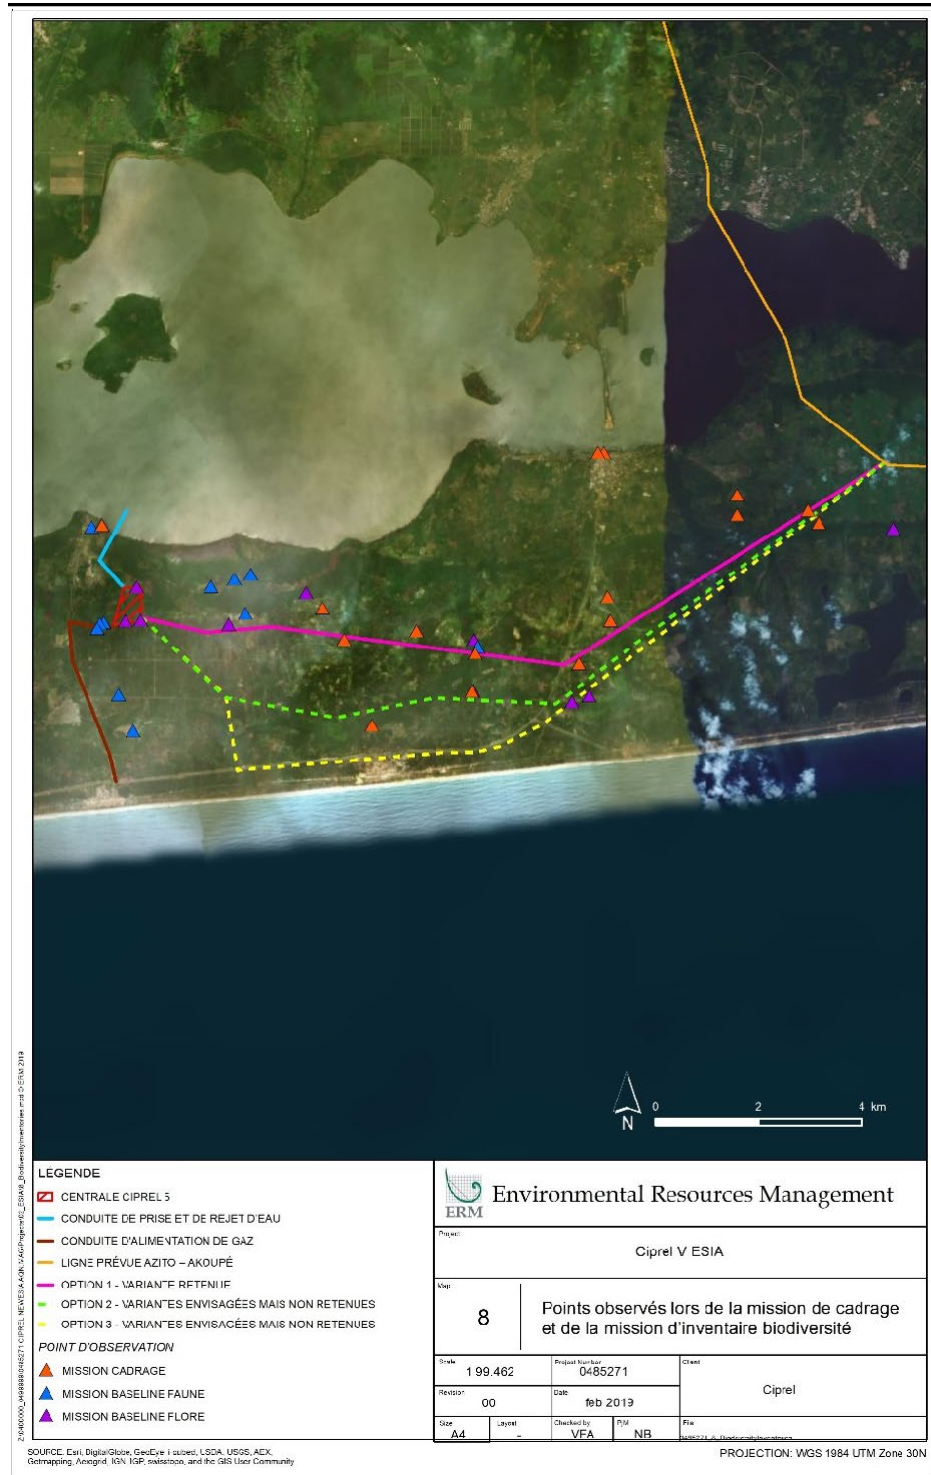 N
0 2 4 km
LÉGENDE
CENTRALE CIPREL 5
CONDUITE DE PRISE ET DE REJET D'EAU
CONDUITE D'ALIMENTATION DE GAZ
LIGNE PRÉVUE AZITO – AKOUPÉ
OPTION 1 - VARIANTE RETENUE
OPTION 2 - VARIANTES ENVISAGÉES MAIS NON RETENUES
OPTION 3 - VARIANTES ENVISAGÉES MAIS NON RETENUES
POINT D'OBSERVATION
MISSION CADRAGE
MISSION BASELINE FAUNE
MISSION BASELINE FLORE
ERM
Environmental Resources Management
Project
Ciprel V ESIA
Map
8
Points observés lors de la mission de cadrage
et de la mission d'inventaire biodiversité
Scale
1:99.462
Project Number
0485271
Client
Ciprel
Revision
00
Date
feb 2019
Size
A4
Layout
-
Checked by
VFA
PJM
NB
File
SOURCE: Esri, DigitalGlobe, GeoEye, i-cubed, USDA, USGS, AEX,
Getmapping, Aerogrid, IGN, IGP, swisstopo, and the GIS User Community
PROJECTION: WGS 1984 UTM Zone 30N